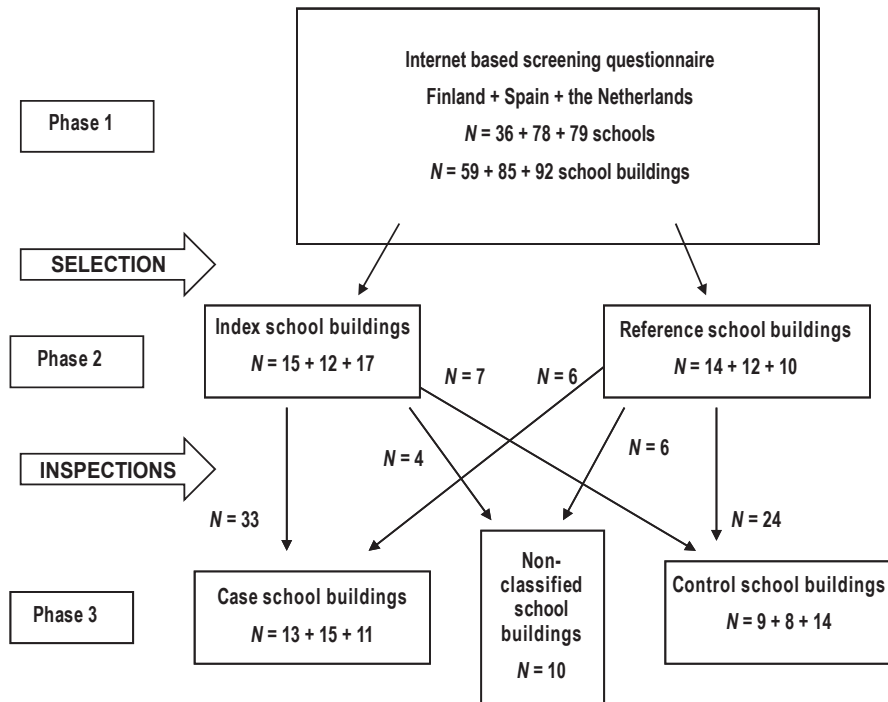 Internet based screening questionnaire
Finland + Spain + the Netherlands
N = 36 + 78 + 79 schools
N = 59 + 85 + 92 school buildings
Phase 1
SELECTION
Index school buildings
N = 15 + 12 + 17
Reference school buildings
N = 14 + 12 + 10
Phase 2
N = 7
N = 6
INSPECTIONS
N = 4
N = 6
N = 33
N = 24
Phase 3
Case school buildings
N = 13 + 15 + 11
Non-
classified
school
buildings
N = 10
Control school buildings
N = 9 + 8 + 14